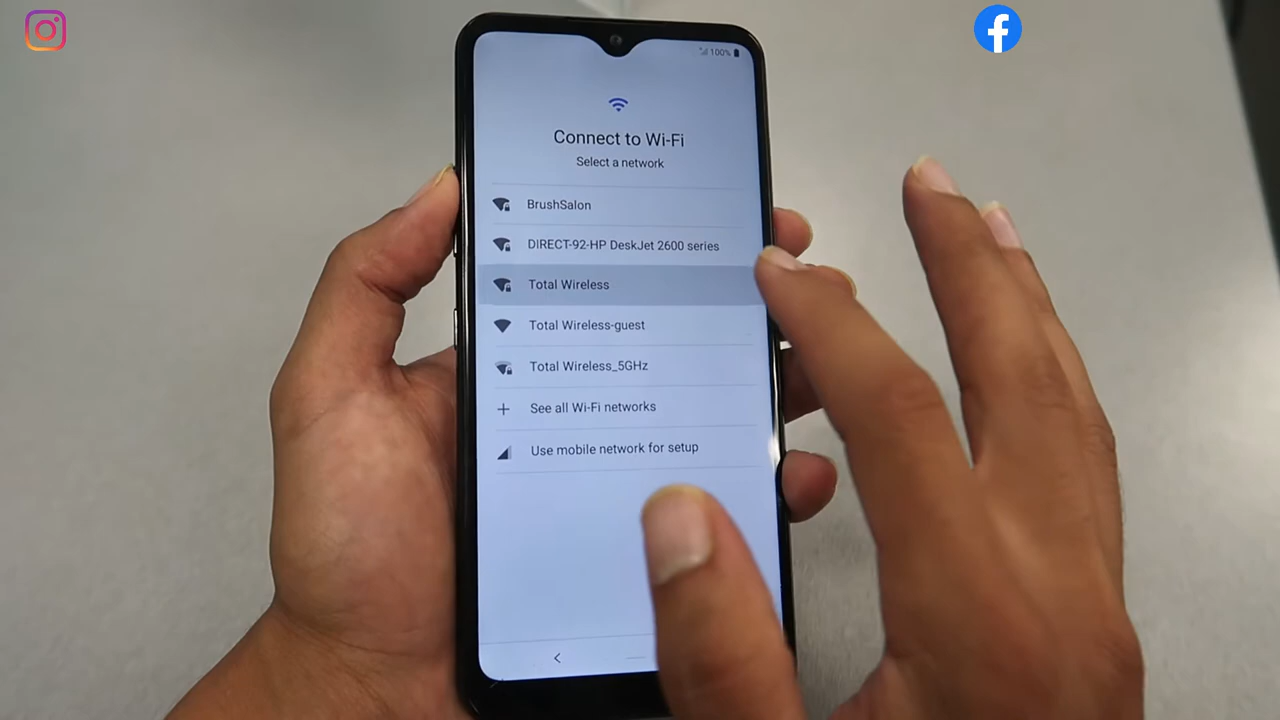 100%
Connect to Wi-Fi
Select a network
BrushSalon
DIRECT-92-HP DeskJet 2600 series
Total Wireless
Total Wireless-guest
Total Wireless_5GHz
See all Wi-Fi networks
Use mobile network for setup